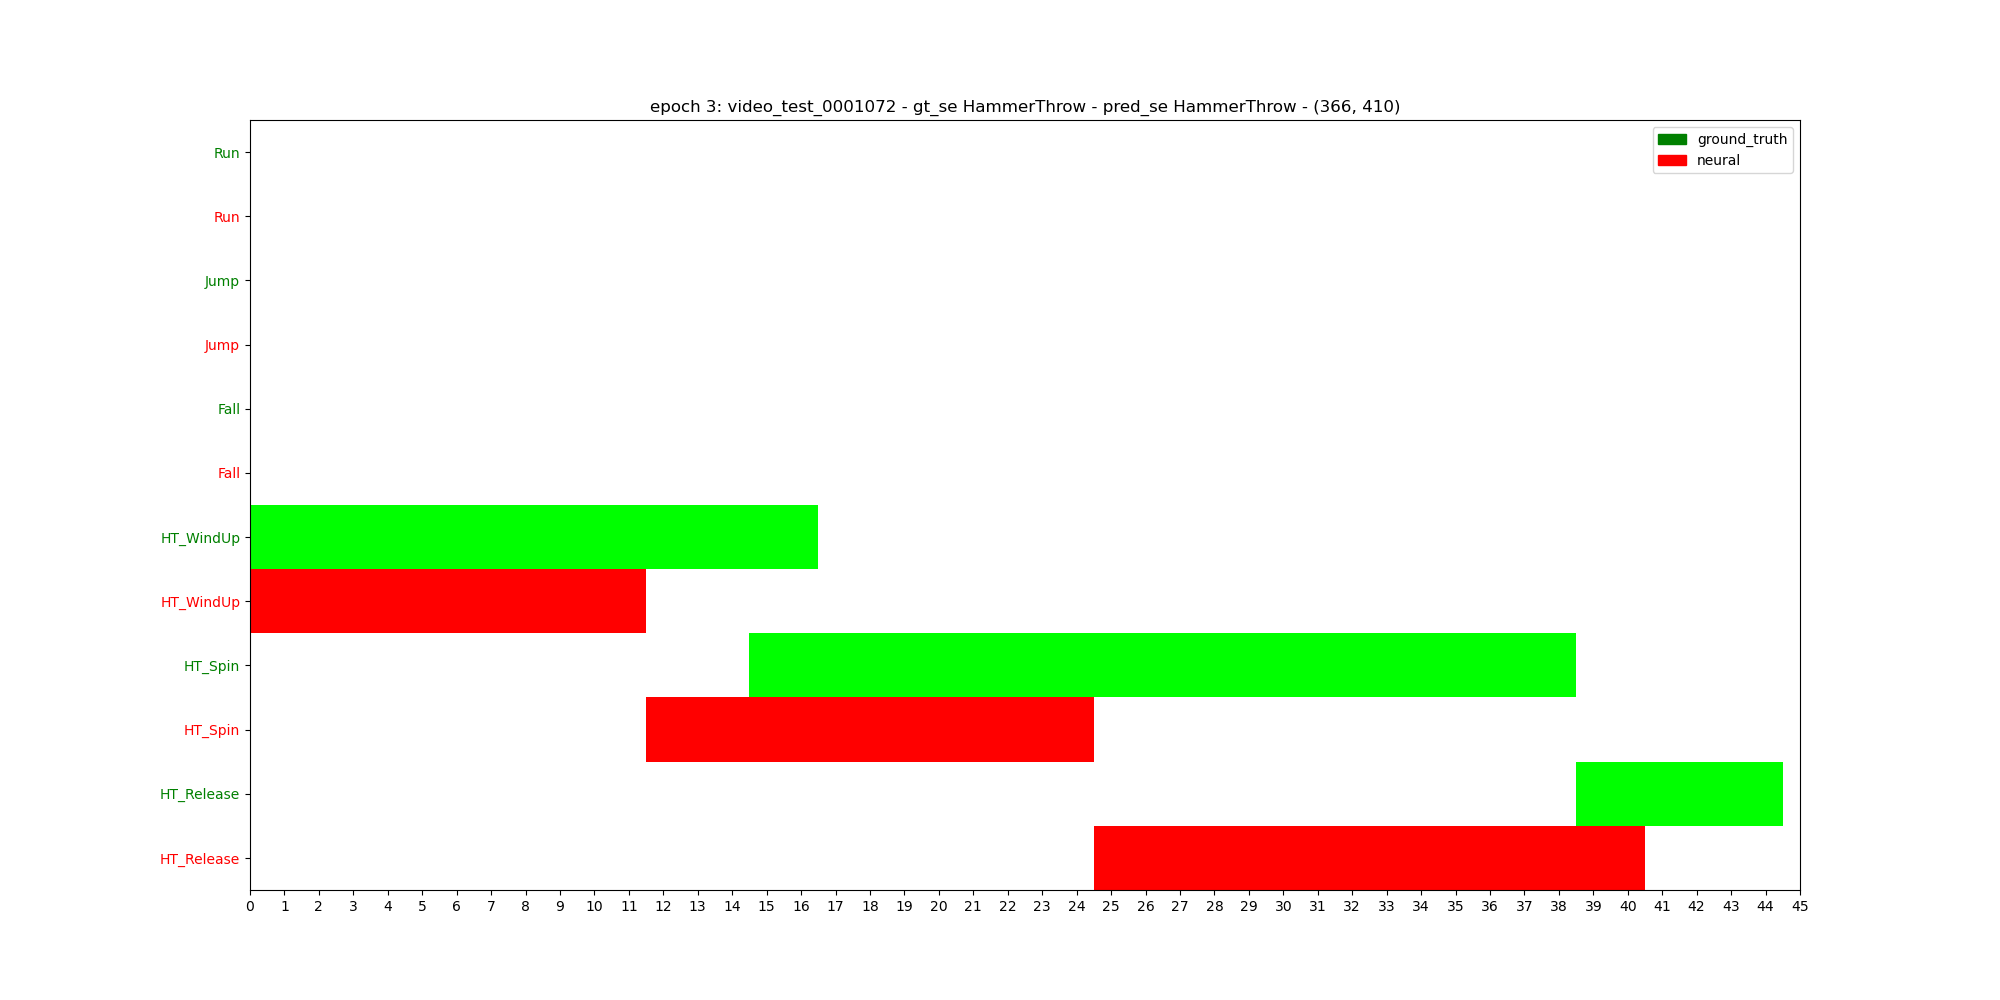 epoch 3: video_test_0001072 - gt_se HammerThrow - pred_se HammerThrow - (366, 410)
ground_truth
neural
Run
Run
Jump
Jump
Fall
Fall
HT_WindUp
HT_WindUp
HT_Spin
HT_Spin
HT_Release
HT_Release
0 1 2 3 4 5 6 7 8 9 10 11 12 13 14 15 16 17 18 19 20 21 22 23 24 25 26 27 28 29 30 31 32 33 34 35 36 37 38 39 40 41 42 43 44 45